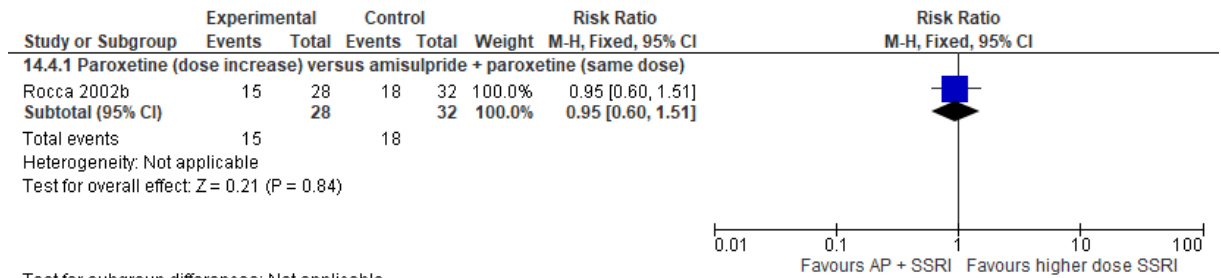 Experimental Control Risk Ratio Risk Ratio
Study or Subgroup Events Total Events Total Weight M-H, Fixed, 95% CI M-H, Fixed, 95% CI
14.4.1 Paroxetine (dose increase) versus amisulpride + paroxetine (same dose)
Rocca 2002b 15 28 18 32 100.0% 0.95 [0.60, 1.51]
Subtotal (95% CI) 28 32 100.0% 0.95 [0.60, 1.51]
Total events 15 18
Heterogeneity: Not applicable
Test for overall effect: Z = 0.21 (P = 0.84)
0.01 0.1 1 10 100
Favours AP + SSRI Favours higher dose SSRI
Test for subgroup differences: Not applicable